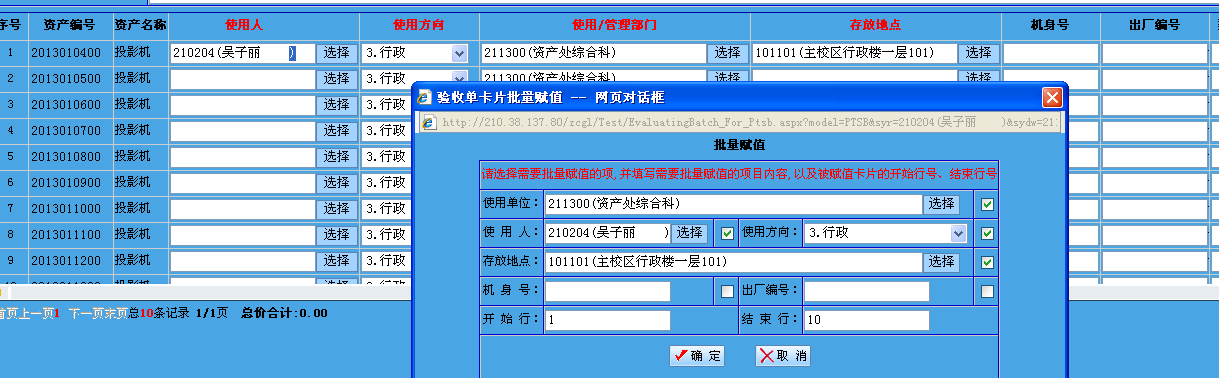 序号 资产编号 资产名称 使用人 使用方向 使用/管理部门 存放地点 机身号 出厂编号
1 2013010400 投影机 210204(吴子丽 ) 选择 3.行政 211300(资产处综合科) 选择 101101(主校区行政楼一层101) 选择
2 2013010500 投影机 选择 3.行政 211300(资产处综合科) 选择 选择
3 2013010600 投影机 选择 3.行政
4 2013010700 投影机 选择 3.行政
5 2013010800 投影机 选择 3.行政
6 2013010900 投影机 选择 3.行政
7 2013011000 投影机 选择 3.行政
8 2013011100 投影机 选择 3.行政
9 2013011200 投影机 选择 3.行政
首页上一页1 下一页末页总10条记录 1/1页 总价合计:0.00
验收单卡片批量赋值 -- 网页对话框
http://210.38.137.80/zcgl/Test/EvaluatingBatch_For_Ptsb.aspx?model=PTSB&syr=210204(吴子丽 )&sydw=21
批量赋值
请选择需要批量赋值的项,并填写需要批量赋值的项目内容,以及被赋值卡片的开始行号、结束行号
使用单位: 211300(资产处综合科) 选择
使 用 人: 210204(吴子丽 ) 选择 使用方向: 3.行政
存放地点: 101101(主校区行政楼一层101) 选择
机 身 号: 出厂编号:
开 始 行: 1 结 束 行: 10
确 定 取 消